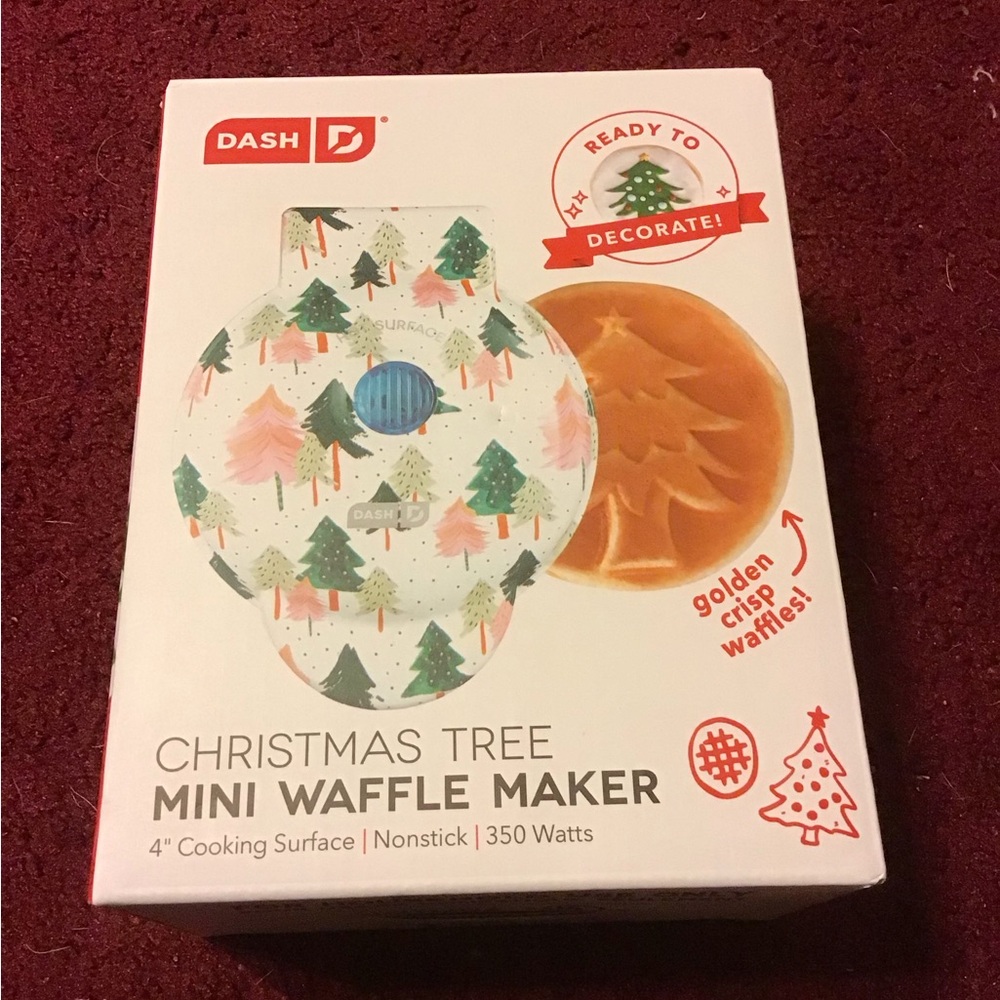 DASH D®
READY TO
DECORATE!
SURFACE
DASH D
golden
crisp
waffles!
CHRISTMAS TREE
MINI WAFFLE MAKER
4" Cooking Surface | Nonstick | 350 Watts